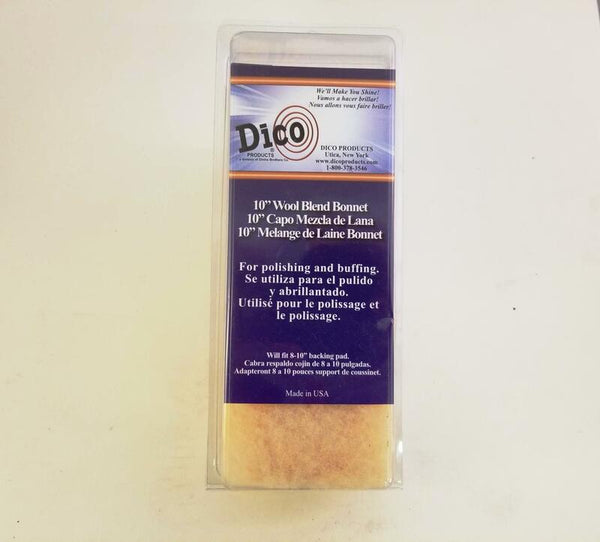 We'll Make You Shine!
Vamos a hacer brillar!
Nous allons vous faire briller!
Dico
®
PRODUCTS
DICO PRODUCTS
Utica, New York
www.dicoproducts.com
1-800-378-3546
10" Wool Blend Bonnet
10" Capo Mezcla de Lana
10" Melange de Laine Bonnet
For polishing and buffing.
Se utiliza para el pulido
y abrillantado.
Utilisé pour le polissage et
le polissage.
Will fit 8-10" backing pad.
Cabra respaldo cojin de 8 a 10 pulgadas.
Adapteront 8 a 10 pouces support de coussinet.
Made in USA